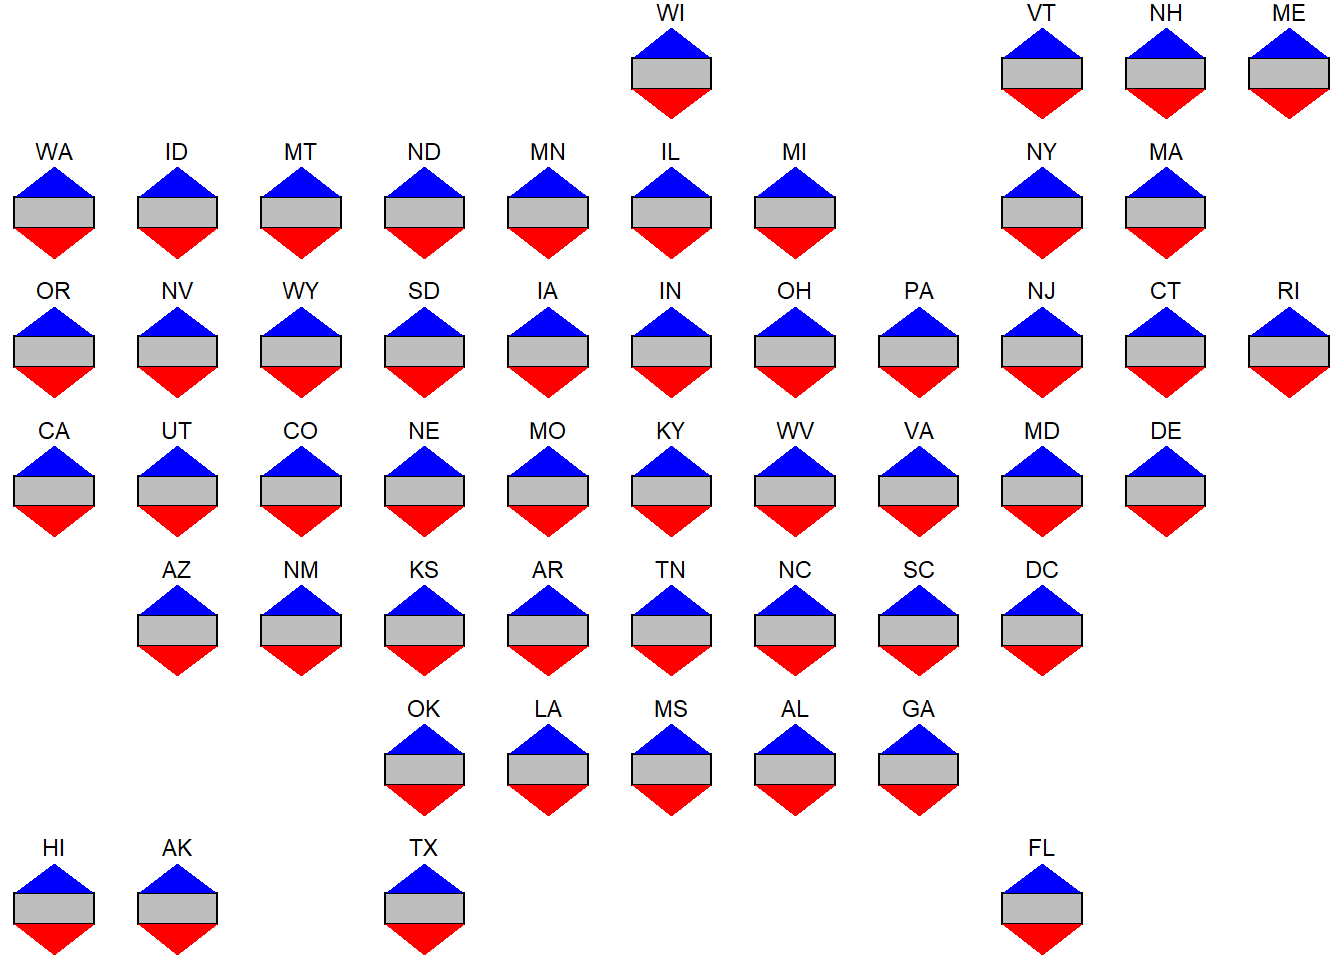 WI VT NH ME
WA ID MT ND MN IL MI NY MA
OR NV WY SD IA IN OH PA NJ CT RI
CA UT CO NE MO KY WV VA MD DE
AZ NM KS AR TN NC SC DC
OK LA MS AL GA
HI AK TX FL